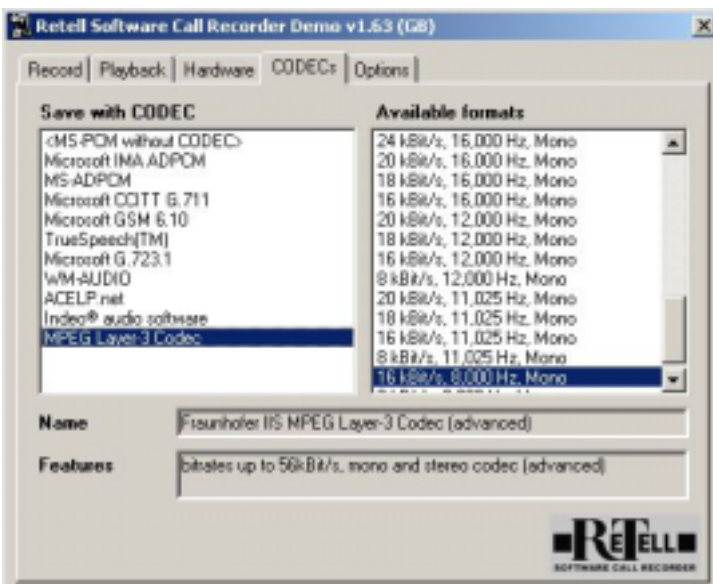 Retell Software Call Recorder Demo v1.63 (GB)
Record Playback Hardware CODECs Options
Save with CODEC
<MS-PCM without CODEC>
Microsoft IMA ADPCM
MS-ADPCM
Microsoft CCITT G.711
Microsoft GSM 6.10
TrueSpeech(TM)
Microsoft G.723.1
WM-AUDIO
ACELP.net
Indeo® audio software
MPEG Layer-3 Codec
Available formats
24 kBit/s, 16,000 Hz, Mono
20 kBit/s, 16,000 Hz, Mono
18 kBit/s, 16,000 Hz, Mono
16 kBit/s, 16,000 Hz, Mono
20 kBit/s, 12,000 Hz, Mono
18 kBit/s, 12,000 Hz, Mono
16 kBit/s, 12,000 Hz, Mono
8 kBit/s, 12,000 Hz, Mono
20 kBit/s, 11,025 Hz, Mono
18 kBit/s, 11,025 Hz, Mono
16 kBit/s, 11,025 Hz, Mono
8 kBit/s, 11,025 Hz, Mono
16 kBit/s, 8,000 Hz, Mono
Name
Fraunhofer IIS MPEG Layer-3 Codec (advanced)
Features
bitrates up to 56kBit/s, mono and stereo codec (advanced)
RETELL
SOFTWARE CALL RECORDER